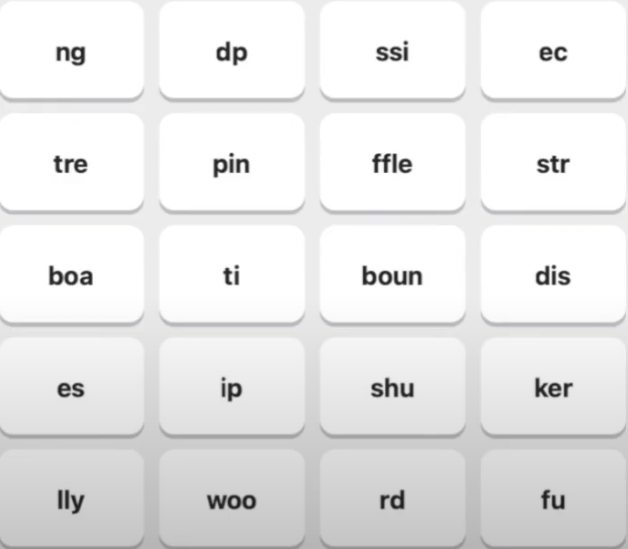 ng dp ssi ec
tre pin ffle str
boa ti boun dis
es ip shu ker
lly woo rd fu